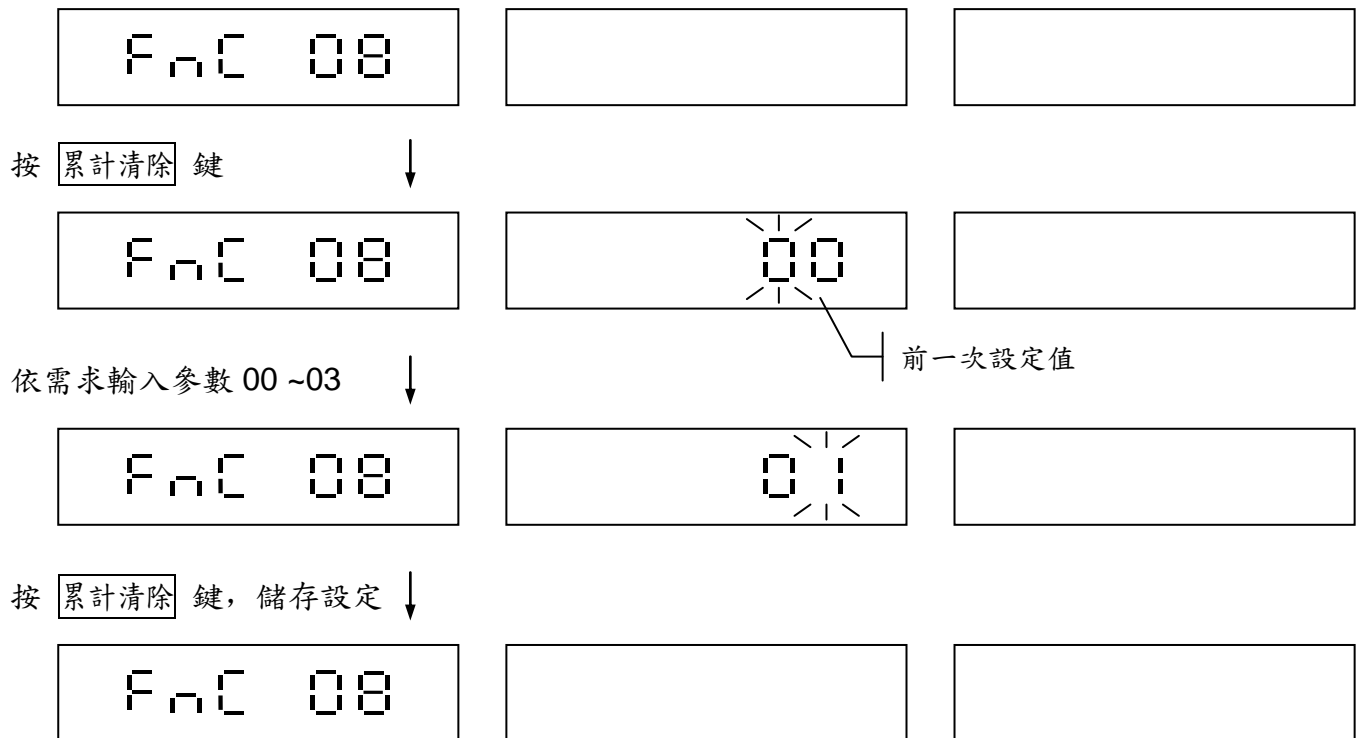 FnC 08
按 累計清除 鍵
FnC 08 00
前一次設定值
依需求輸入參數 00 ~03
FnC 08 01
按 累計清除 鍵，儲存設定
FnC 08